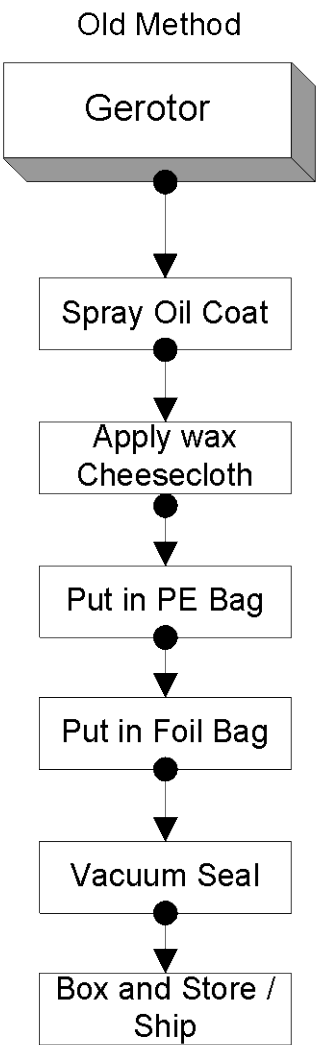 Old Method
Gerotor
Spray Oil Coat
Apply wax
Cheesecloth
Put in PE Bag
Put in Foil Bag
Vacuum Seal
Box and Store /
Ship